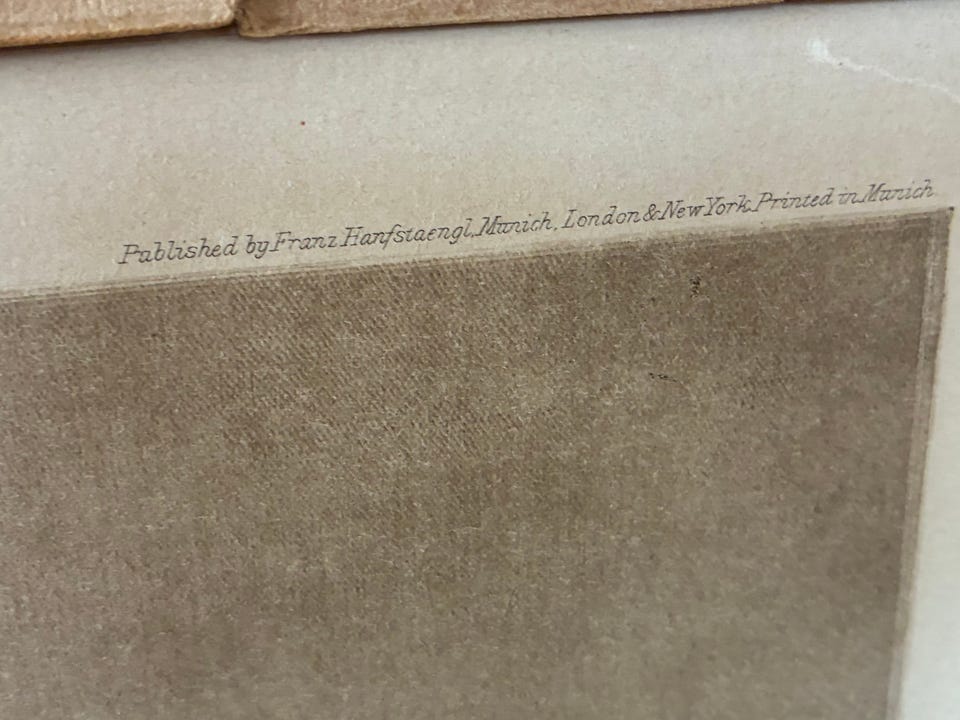 Published by Franz Hanfstaengl, Munich, London & New York. Printed in Munich